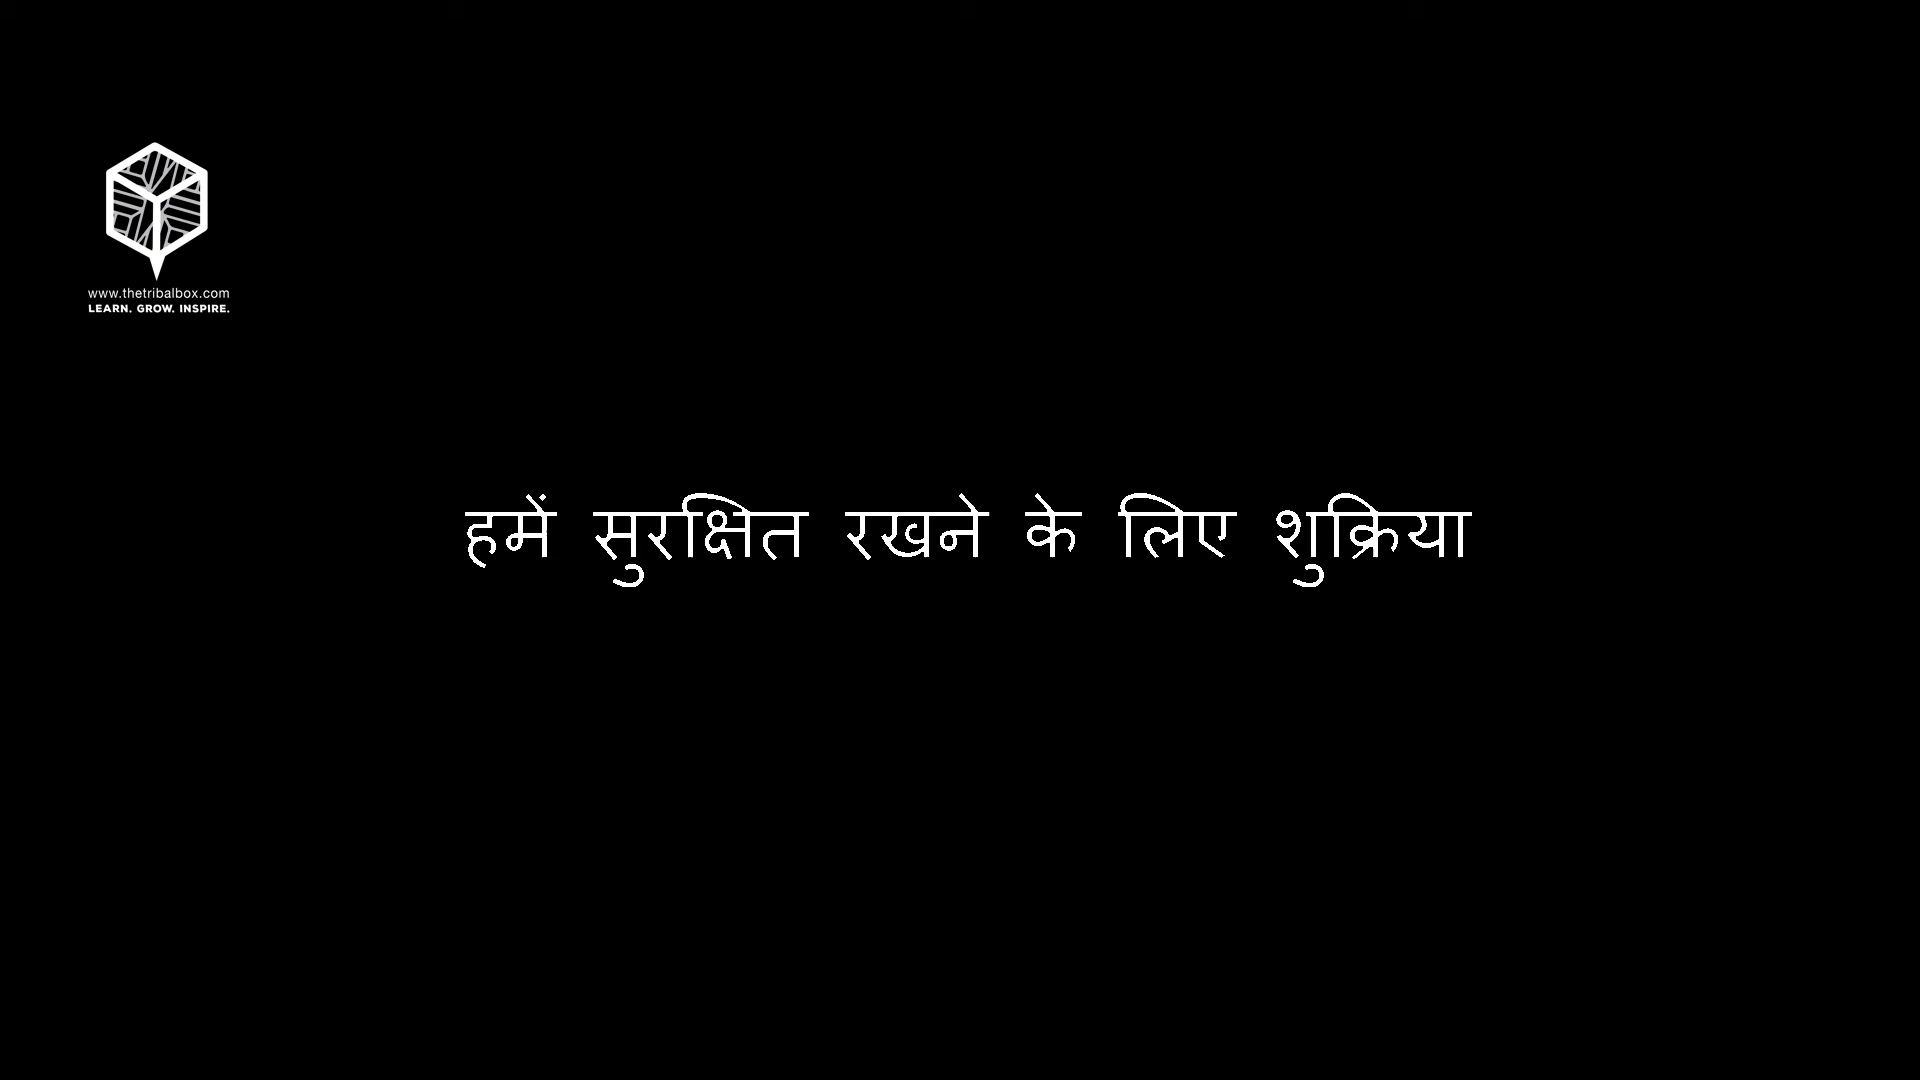 www.thetribalbox.com
LEARN. GROW. INSPIRE.
हमें सुरक्षित रखने के लिए शुक्रिया